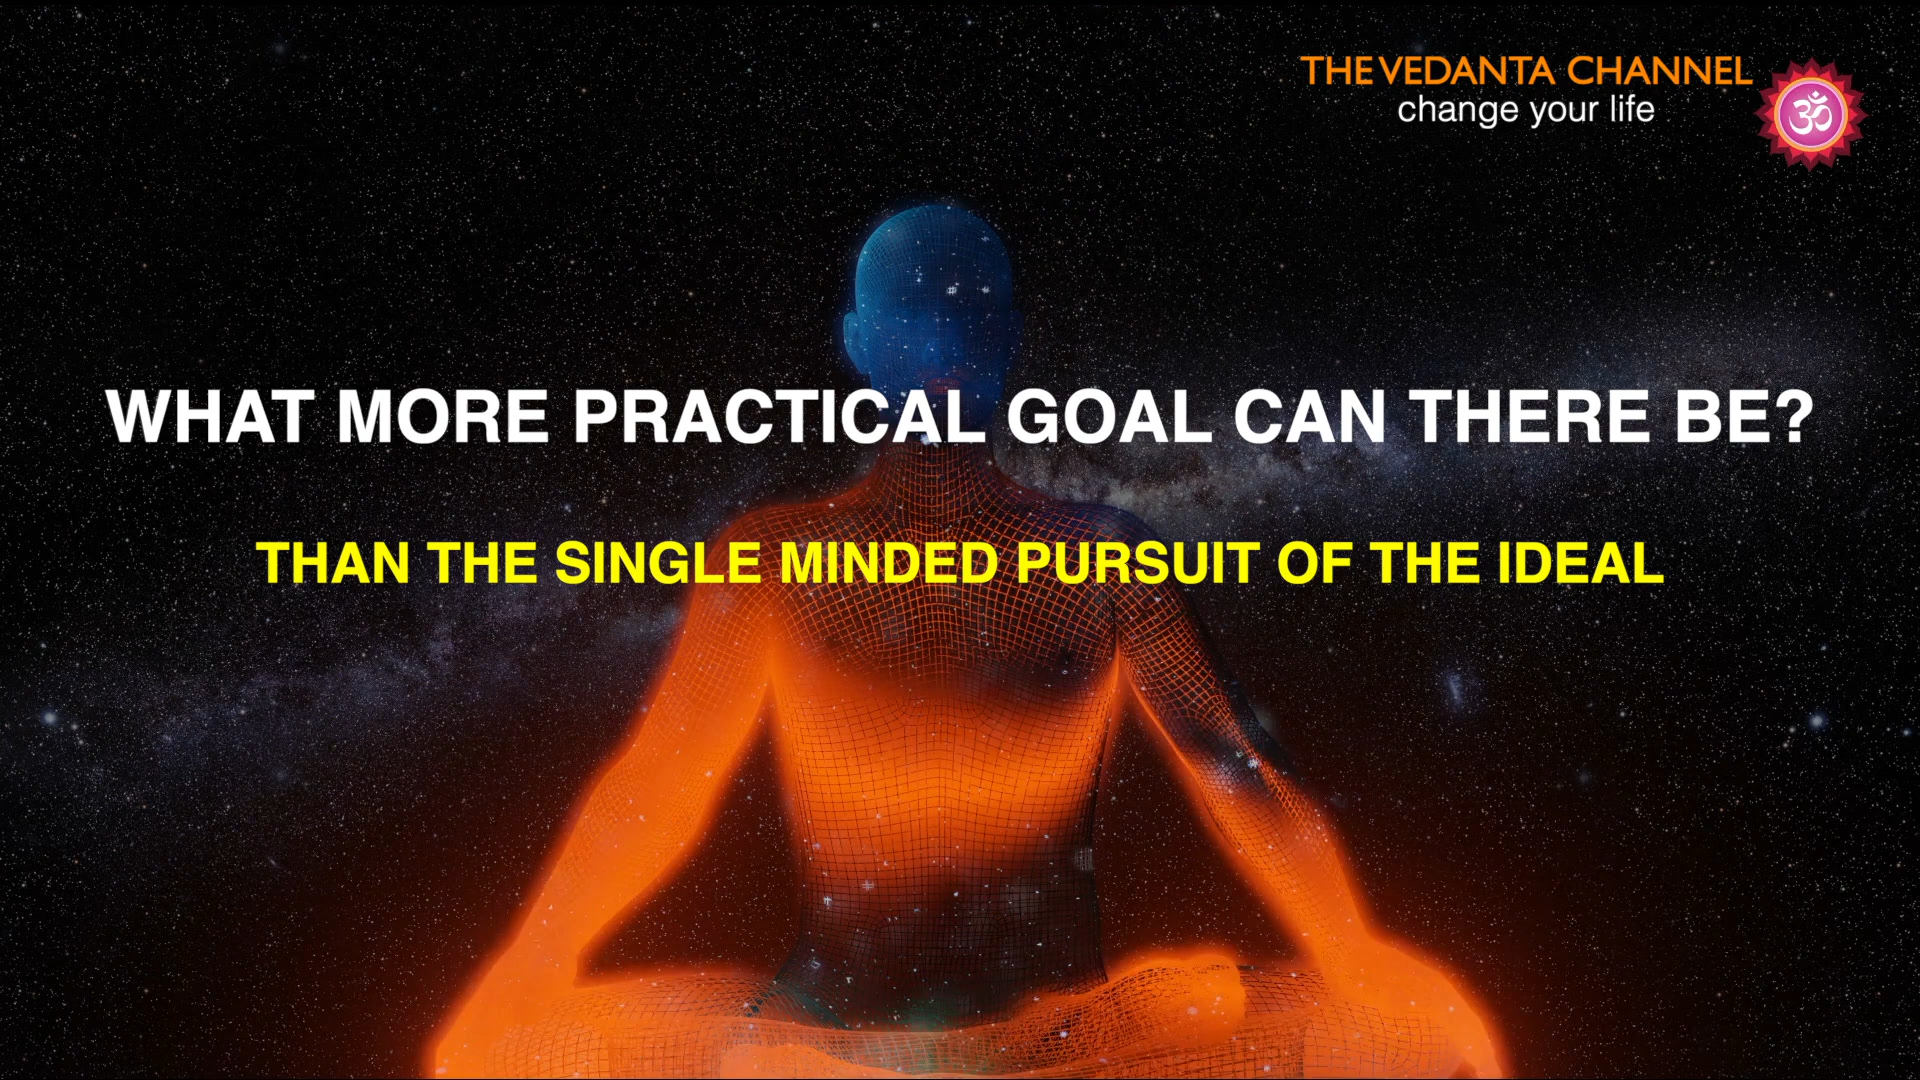 THE VEDANTA CHANNEL
change your life
ॐ
WHAT MORE PRACTICAL GOAL CAN THERE BE?
THAN THE SINGLE MINDED PURSUIT OF THE IDEAL